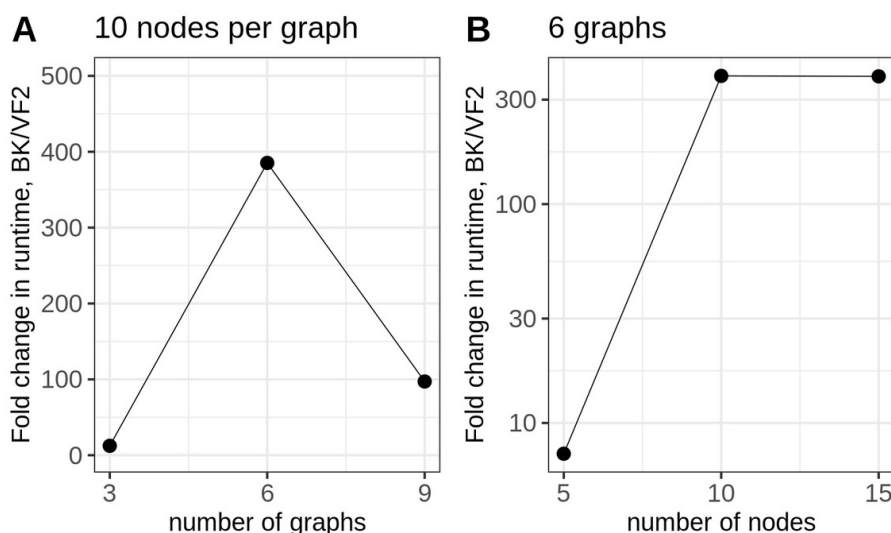 A 10 nodes per graph
Fold change in runtime, BK/VF2
500
400
300
200
100
0
3 6 9
number of graphs
B 6 graphs
Fold change in runtime, BK/VF2
300
100
30
10
5 10 15
number of nodes